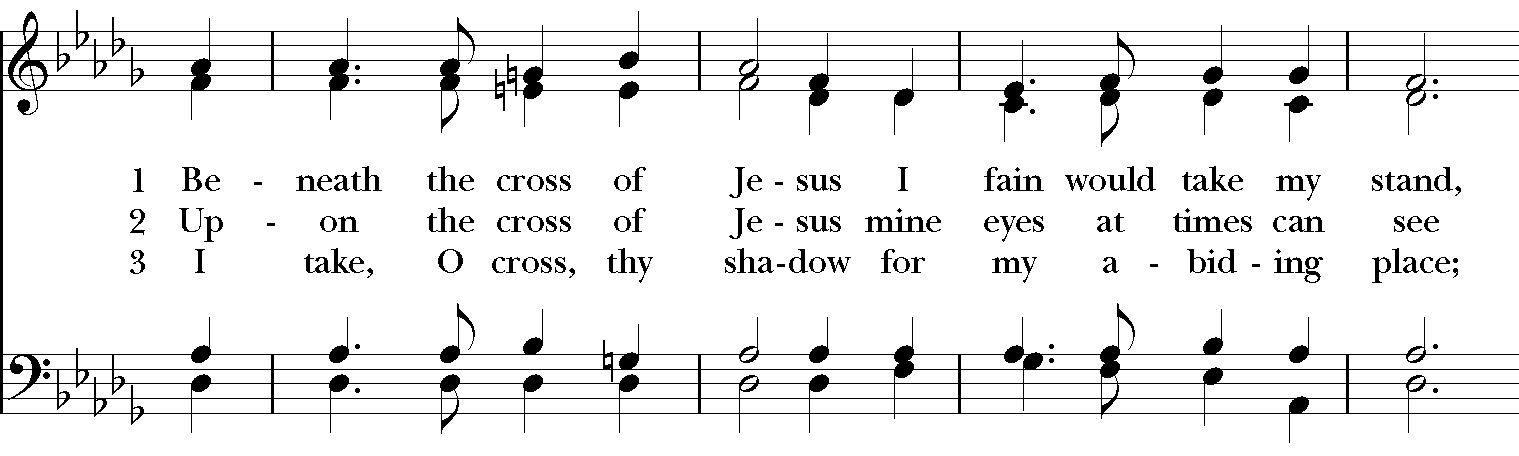 1 Be - neath the cross of Je - sus I fain would take my stand,
2 Up - on the cross of Je - sus mine eyes at times can see
3 I take, O cross, thy sha-dow for my a - bid - ing place;